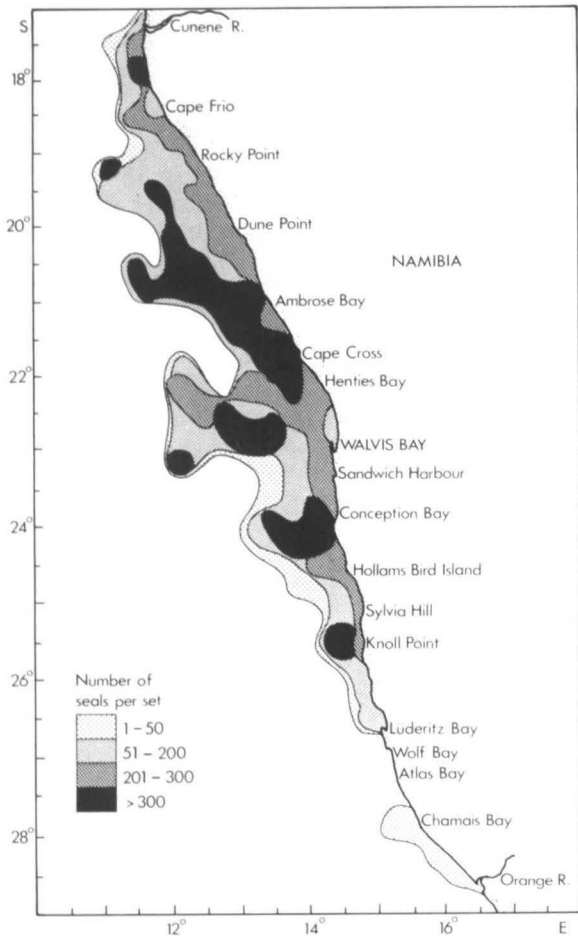 S
Cunene R.
18°
Cape Frio
Rocky Point
20°
Dune Point
NAMIBIA
Ambrose Bay
Cape Cross
22°
Henties Bay
WALVIS BAY
Sandwich Harbour
24°
Conception Bay
Hollams Bird Island
Sylvia Hill
Knoll Point
26°
Number of
seals per set
1–50
51–200
201–300
>300
Luderitz Bay
Wolf Bay
Atlas Bay
28°
Chamais Bay
Orange R.
12° 14° 16° E